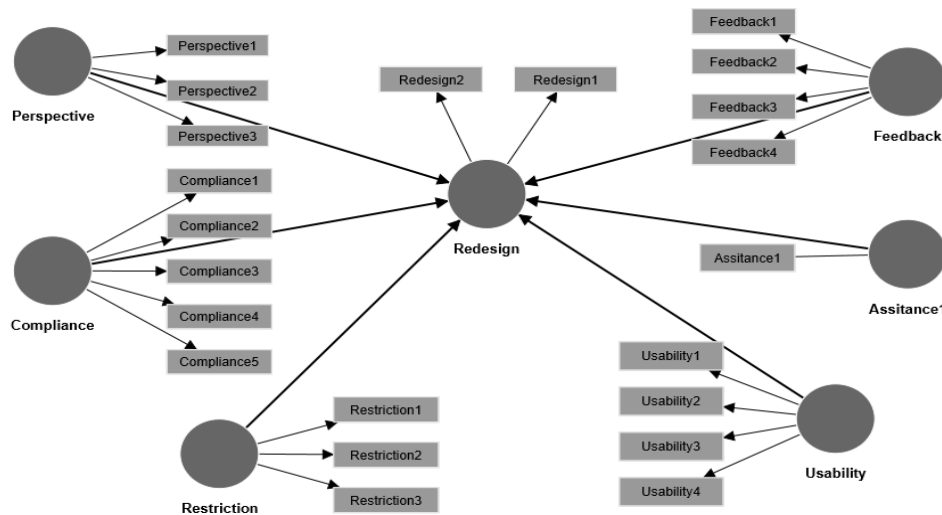 Perspective1
Perspective2
Perspective3
Perspective
Redesign2
Redesign1
Feedback1
Feedback2
Feedback3
Feedback4
Feedback
Compliance1
Compliance2
Compliance3
Compliance4
Compliance5
Compliance
Redesign
Assitance1
Assitance1
Restriction1
Restriction2
Restriction3
Restriction
Usability1
Usability2
Usability3
Usability4
Usability